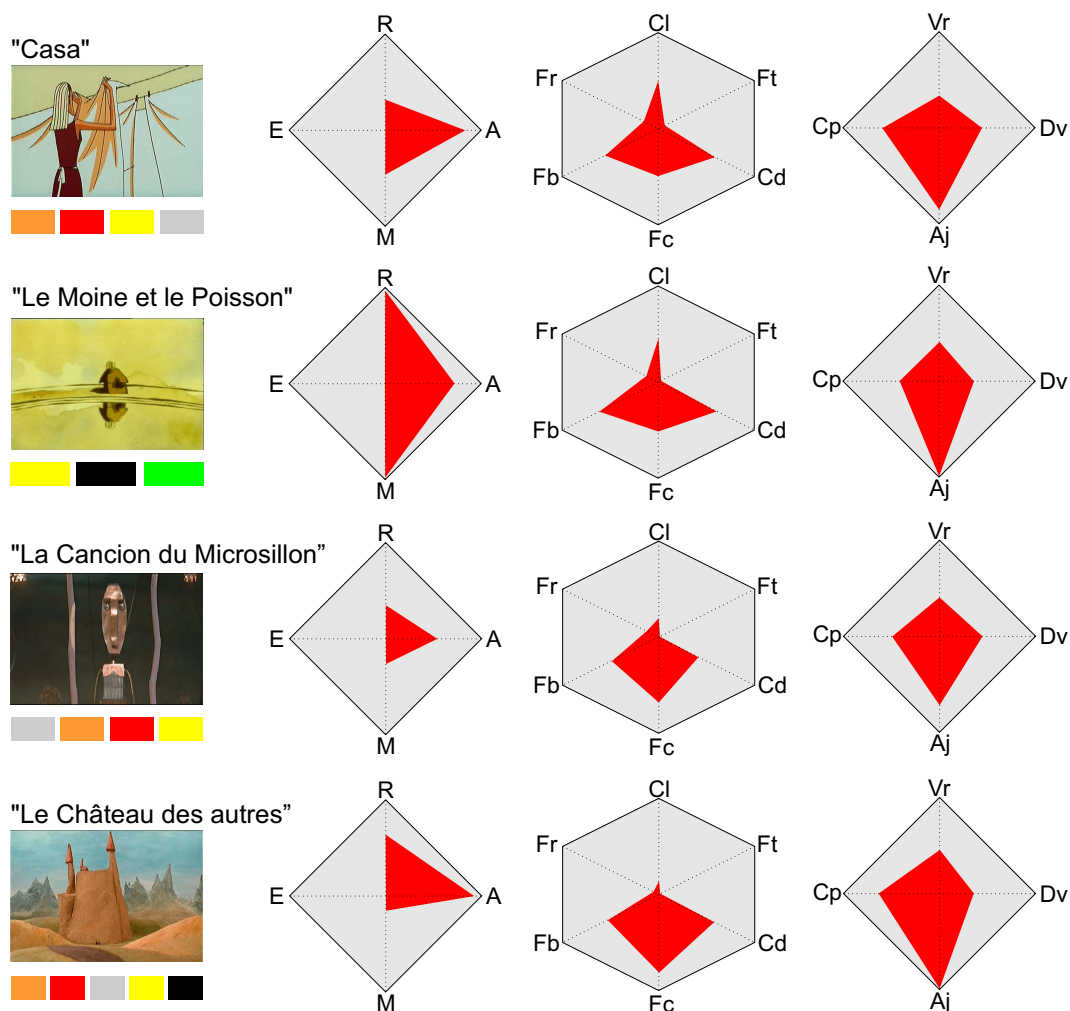 "Casa"
R
E
A
M
Cl
Fr
Ft
Fb
Cd
Fc
Vr
Cp
Dv
Aj
"Le Moine et le Poisson"
R
E
A
M
Cl
Fr
Ft
Fb
Cd
Fc
Vr
Cp
Dv
Aj
"La Cancion du Microsillon”
R
E
A
M
Cl
Fr
Ft
Fb
Cd
Fc
Vr
Cp
Dv
Aj
"Le Château des autres”
R
E
A
M
Cl
Fr
Ft
Fb
Cd
Fc
Vr
Cp
Dv
Aj